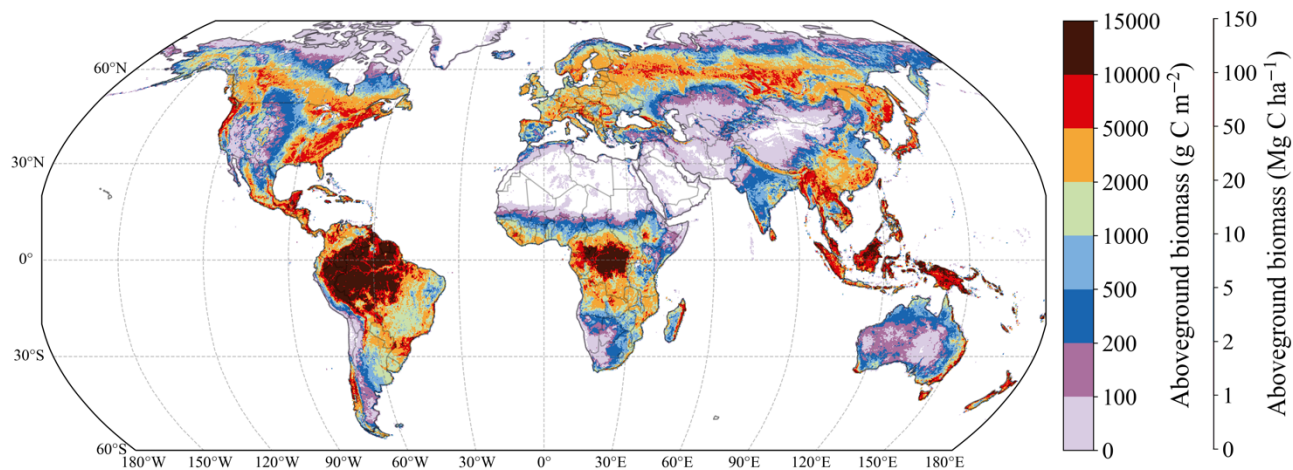 60°N
30°N
0°
30°S
60°S
180°W 150°W 120°W 90°W 60°W 30°W 0° 30°E 60°E 90°E 120°E 150°E 180°E
15000
10000
5000
2000
1000
500
200
100
0
Aboveground biomass (g C m⁻²)
150
100
50
20
10
5
2
1
0
Aboveground biomass (Mg C ha⁻¹)